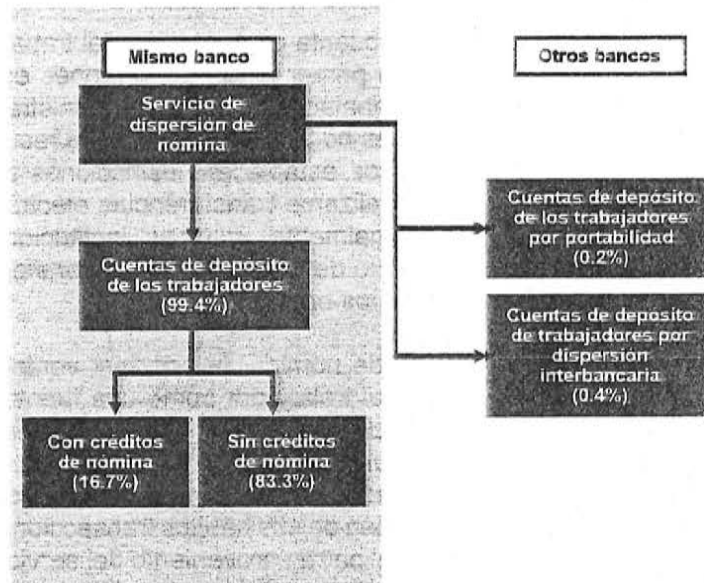 Mismo banco
Otros bancos
Servicio de
dispersión de
nómina
Cuentas de depósito
de los trabajadores
por portabilidad
(0.2%)
Cuentas de depósito
de los trabajadores
(99.4%)
Cuentas de depósito
de trabajadores por
dispersión
interbancaria
(0.4%)
Con créditos
de nómina
(16.7%)
Sin créditos
de nómina
(83.3%)